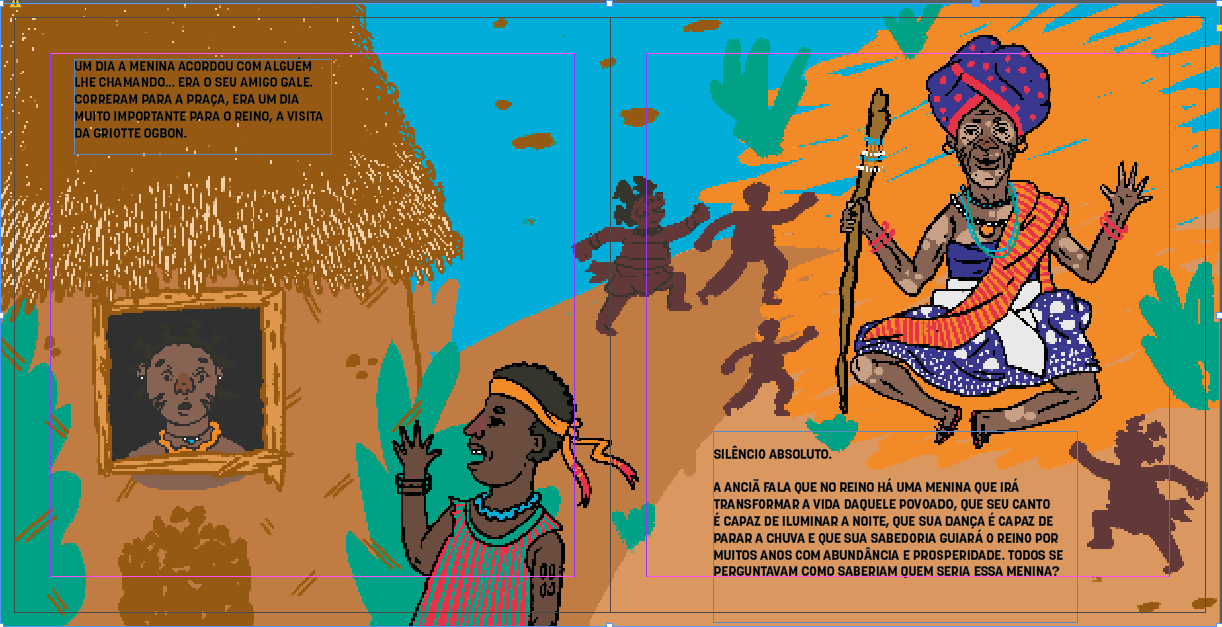 UM DIA A MENINA ACORDOU COM ALGUÉM
LHE CHAMANDO... ERA O SEU AMIGO GALE.
CORRERAM PARA A PRAÇA, ERA UM DIA
MUITO IMPORTANTE PARA O REINO, A VISITA
DA GRIOTTE OGBON.
SILÊNCIO ABSOLUTO.
A ANCIÃ FALA QUE NO REINO HÁ UMA MENINA QUE IRÁ
TRANSFORMAR A VIDA DAQUELE POVOADO, QUE SEU CANTO
É CAPAZ DE ILUMINAR A NOITE, QUE SUA DANÇA É CAPAZ DE
PARAR A CHUVA E QUE SUA SABEDORIA GUIARÁ O REINO POR
MUITOS ANOS COM ABUNDÂNCIA E PROSPERIDADE. TODOS SE
PERGUNTAVAM COMO SABERIAM QUEM SERIA ESSA MENINA?